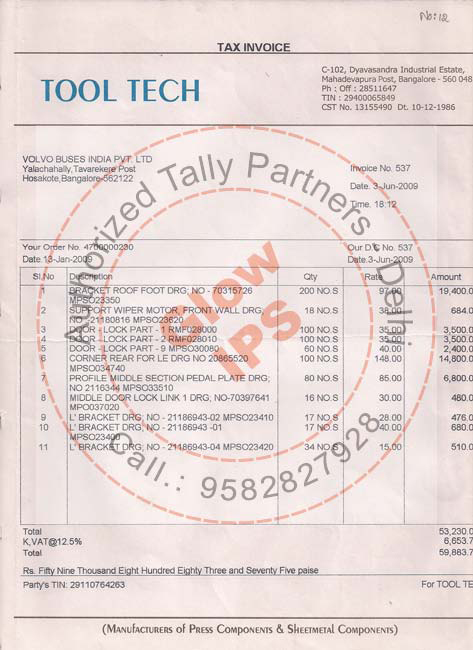 No: 12
TAX INVOICE
TOOL TECH
C-102, Dyavasandra Industrial Estate,
Mahadevapura Post, Bangalore - 560 048
Ph : Off : 28511647
TIN : 29400065849
CST No. 13155490 Dt. 10-12-1986
VOLVO BUSES INDIA PVT. LTD
Yalachahally,Tavarekere Post
Hosakote,Bangalore-562122
Invoice No. 537
Date. 3-Jun-2009
Time. 18:12
Your Order No. 4700000230
Date.13-Jan-2009
Our D.C No. 537
Date.3-Jun-2009
Sl.No Description Qty Rate Amount
1 BRACKET ROOF FOOT DRG; NO - 70315726 200 NO.S 97.00 19,400.0
MPSO23350
2 SUPPORT WIPER MOTOR, FRONT WALL DRG; 18 NO.S 38.00 684.0
NO -21180816 MPSO23620
3 DOOR - LOCK PART - 1 RMF028000 100 NO.S 35.00 3,500.0
4 DOOR - LOCK PART - 2 RMF028010 100 NO.S 35.00 3,500.0
5 DOOR - LOCK PART - 9 MPSO30080 60 NO.S 40.00 2,400.0
6 CORNER REAR FOR LE DRG NO 20865520 100 NO.S 148.00 14,800.0
MPSO034740
7 PROFILE MIDDLE SECTION PEDAL PLATE DRG; 80 NO.S 85.00 6,800.0
NO 2116344 MPSO33510
8 MIDDLE DOOR LOCK LINK 1 DRG; NO-70397641 16 NO.S 30.00 480.0
MPO037020
9 L' BRACKET DRG; NO - 21186943-02 MPSO23410 17 NO.S 28.00 476.0
10 L' BRACKET DRG; NO - 21186943 -01 17 NO.S 40.00 680.0
MPSO23400
11 L' BRACKET DRG; NO - 21186943-04 MPSO23420 34 NO.S 15.00 510.0
Authorized Tally Partners Delhi
Glow
IPS
Call.: 9582827928
Total 53,230.0
K,VAT@12.5% 6,653.7
Total 59,883.7
Rs. Fifty Nine Thousand Eight Hundred Eighty Three and Seventy Five paise
Party's TIN: 29110764263
For TOOL TE
(MANUFACTURERS OF PRESS COMPONENTS & SHEETMETAL COMPONENTS)